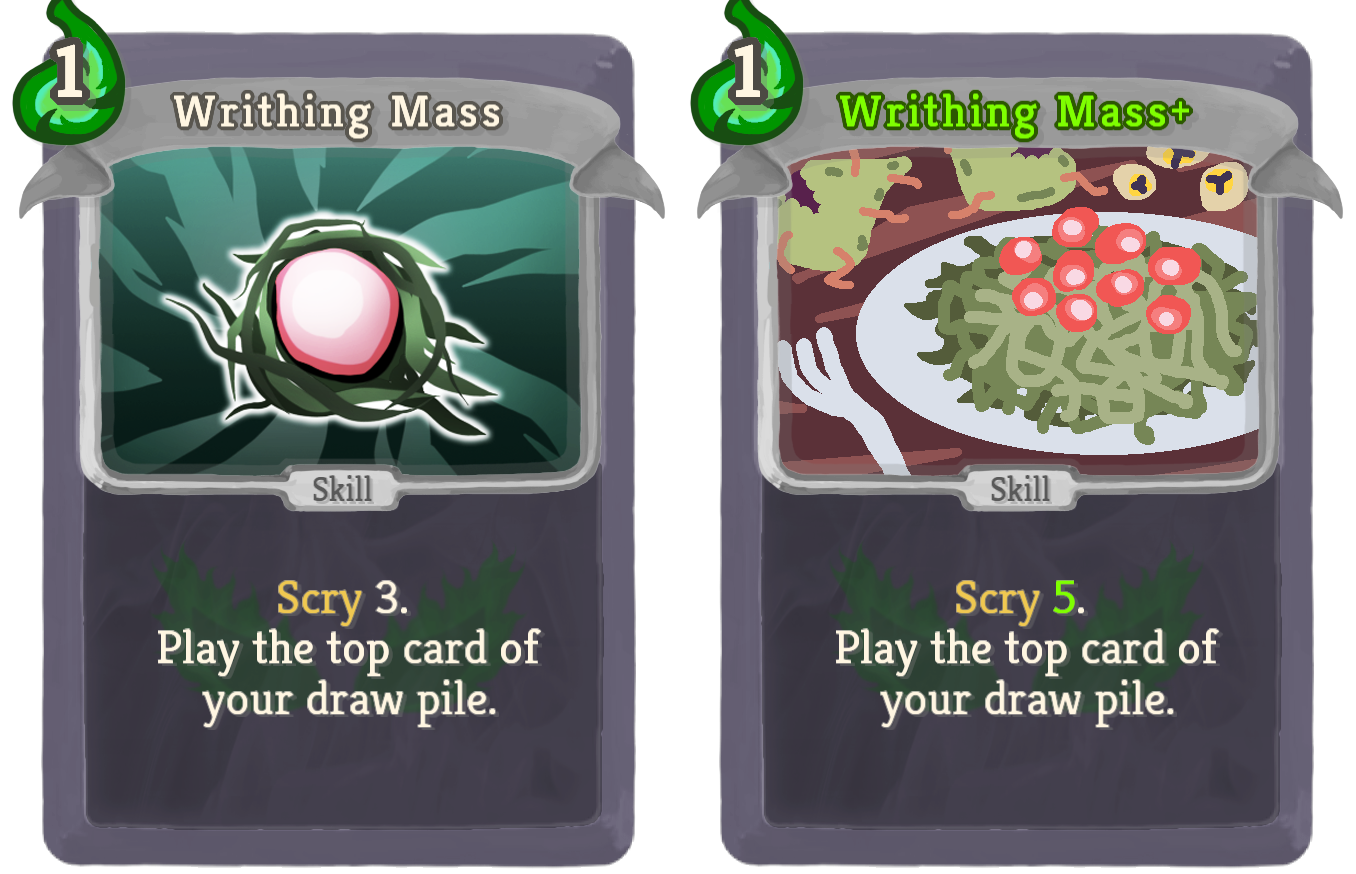 1
Writhing Mass
Skill
Scry 3.
Play the top card of
your draw pile.
1
Writhing Mass+
Skill
Scry 5.
Play the top card of
your draw pile.